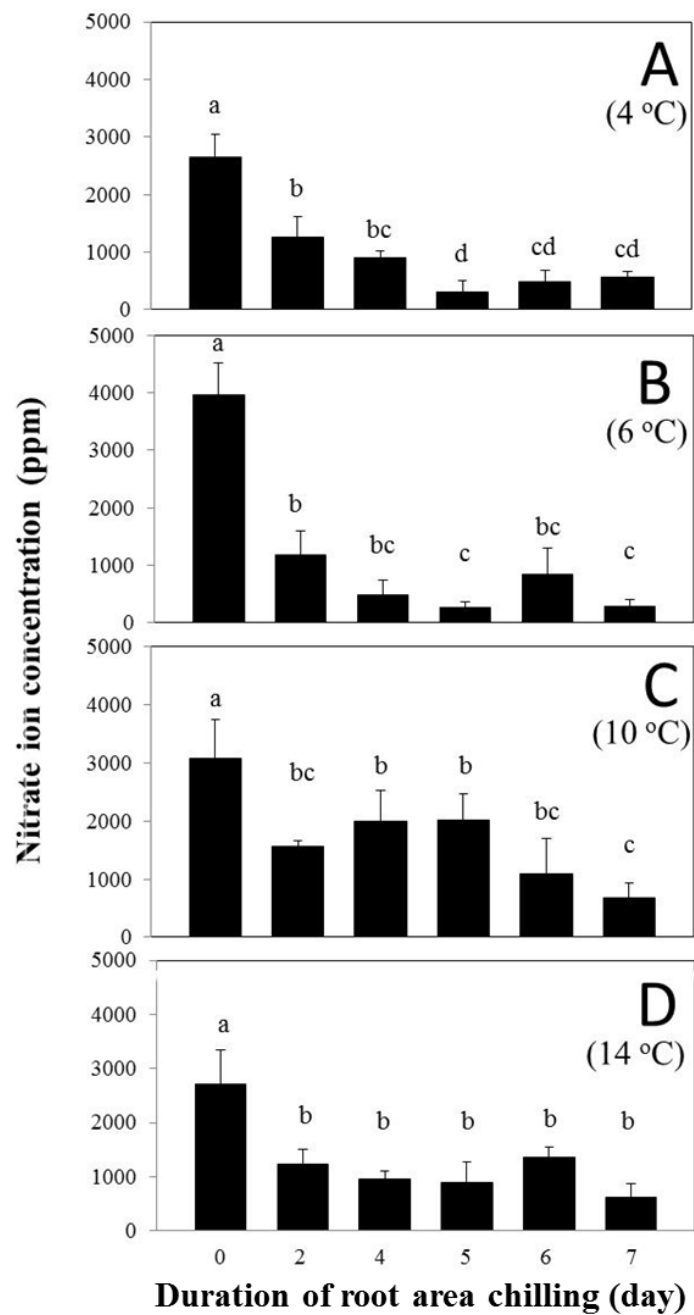 Nitrate ion concentration (ppm)
5000
4000
3000
2000
1000
0
a
b
bc
d
cd
cd
A
(4 °C)
5000
4000
3000
2000
1000
0
a
b
bc
c
bc
c
B
(6 °C)
5000
4000
3000
2000
1000
0
a
bc
b
b
bc
c
C
(10 °C)
5000
4000
3000
2000
1000
0
a
b
b
b
b
b
D
(14 °C)
0 2 4 5 6 7
Duration of root area chilling (day)